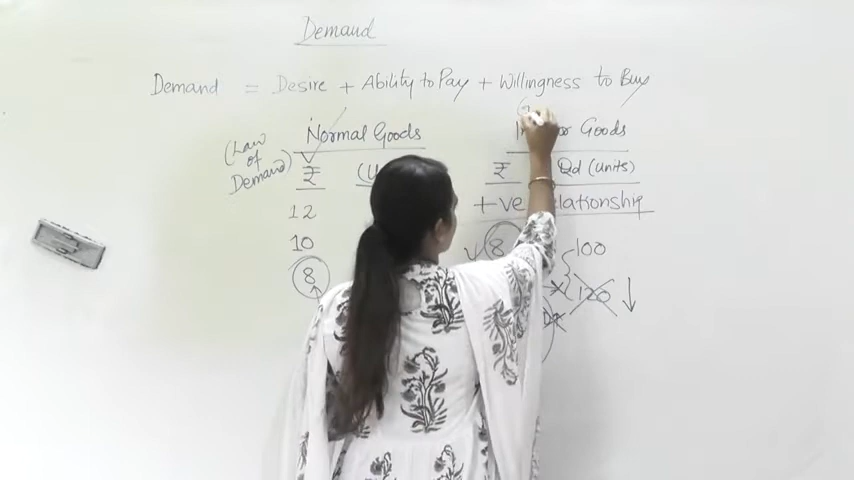 Demand
Demand = Desire + Ability to Pay + Willingness to Buy
(Law of Demand)
Normal Goods
₹
12
10
8
Goods
₹ Qd (Units)
+ve
8
100
120